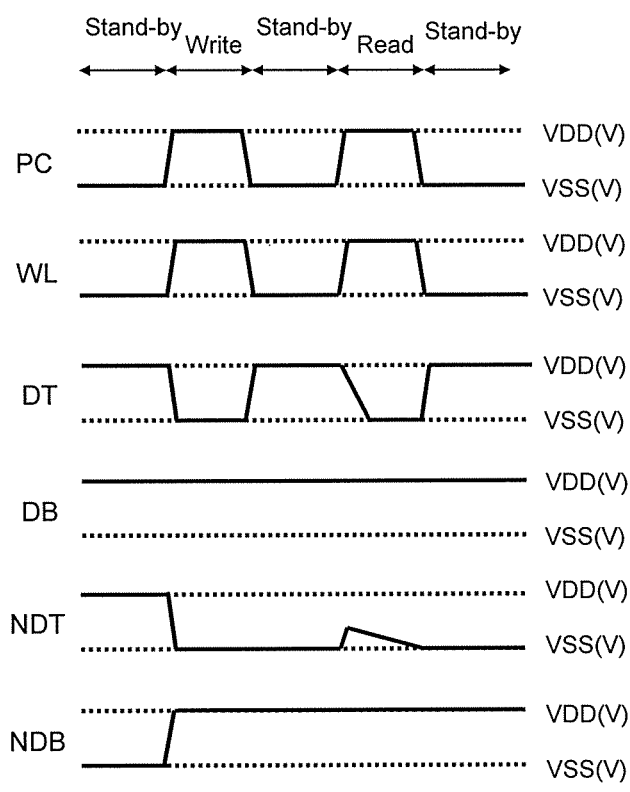 Stand-by Write Stand-by Read Stand-by
PC VDD(V)
VSS(V)
WL VDD(V)
VSS(V)
DT VDD(V)
VSS(V)
DB VDD(V)
VSS(V)
NDT VDD(V)
VSS(V)
NDB VDD(V)
VSS(V)